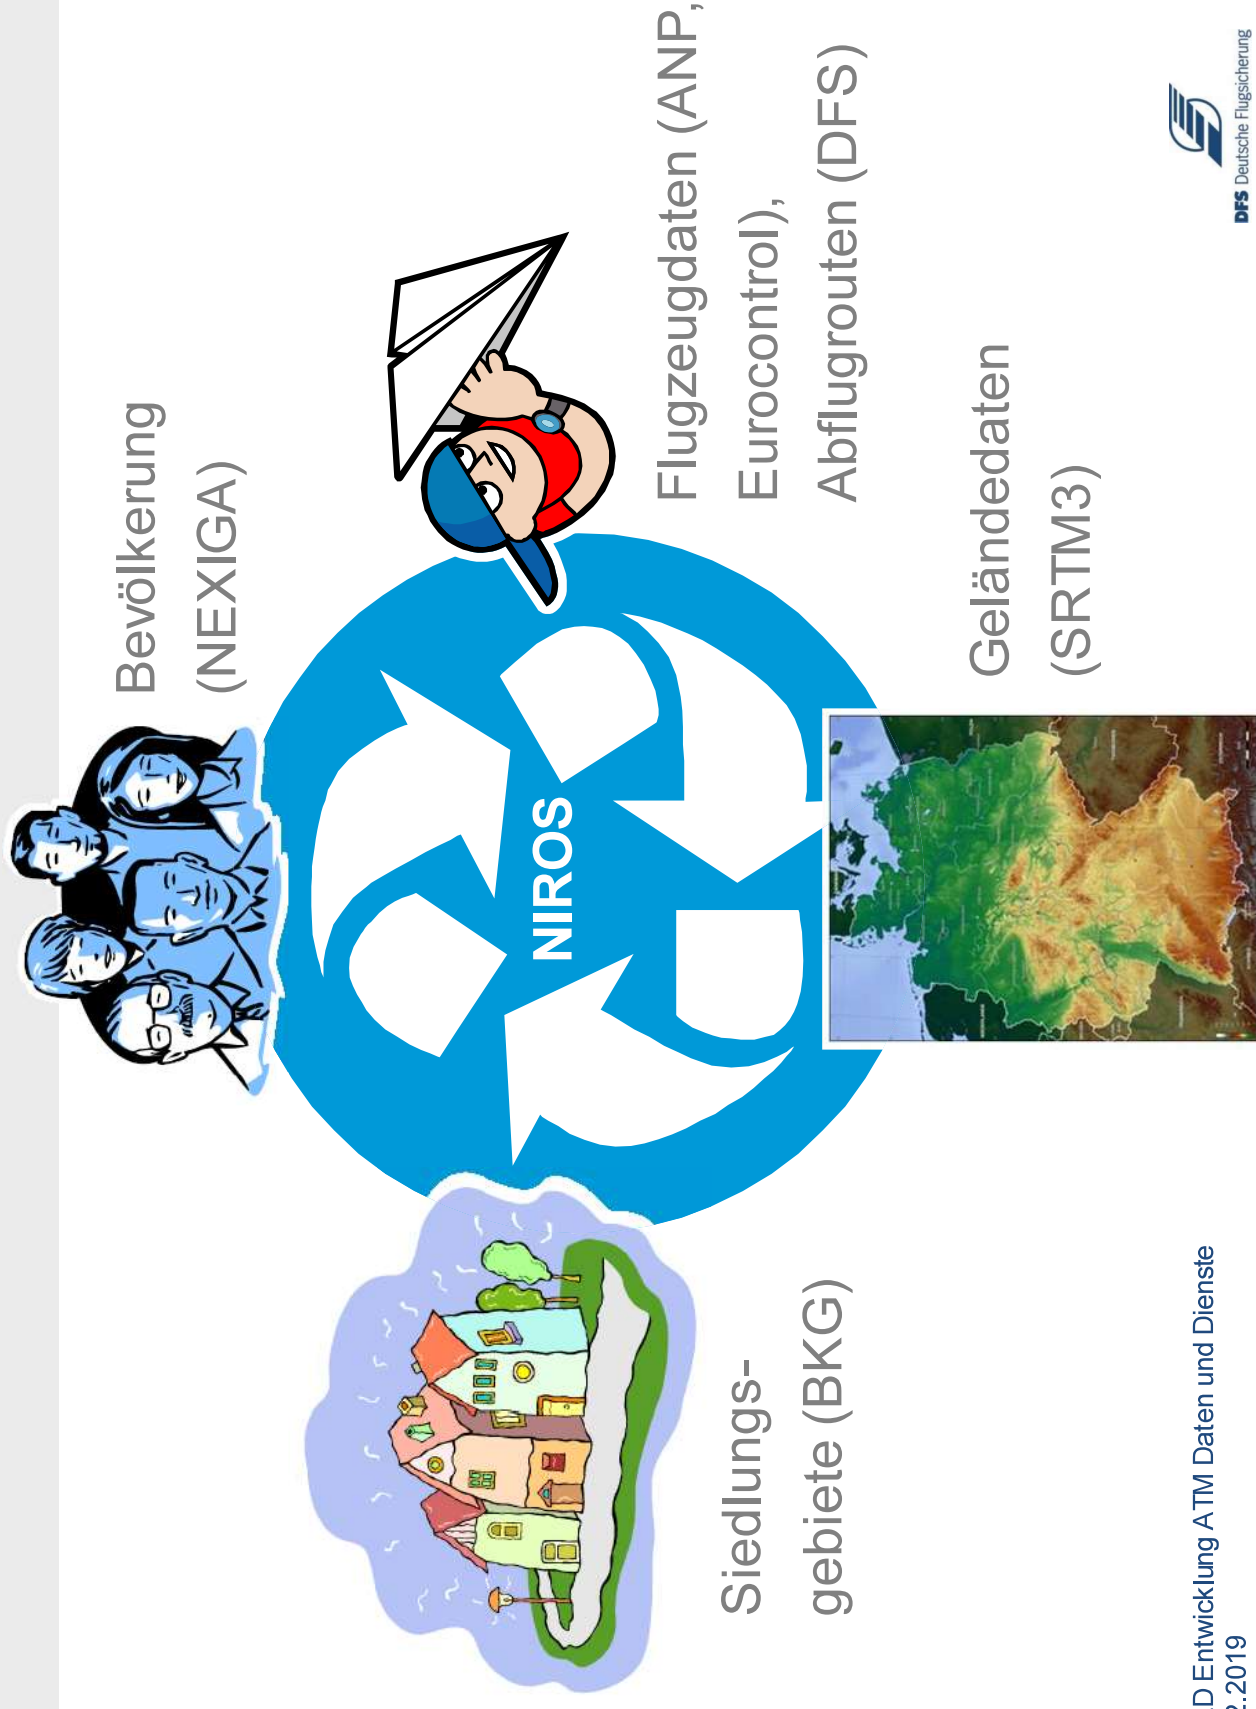 Bevölkerung
(NEXIGA)
Flugzeugdaten (ANP,
Eurocontrol),
Abflugrouten (DFS)
NIROS
Siedlungs-
gebiete (BKG)
Geländedaten
(SRTM3)
Entwicklung ATM Daten und Dienste
.2019
DFS Deutsche Flugsicherung